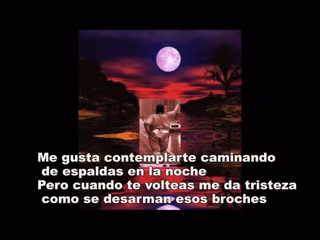 Me gusta contemplarte caminando
de espaldas en la noche
Pero cuando te volteas me da tristeza
como se desarman esos broches